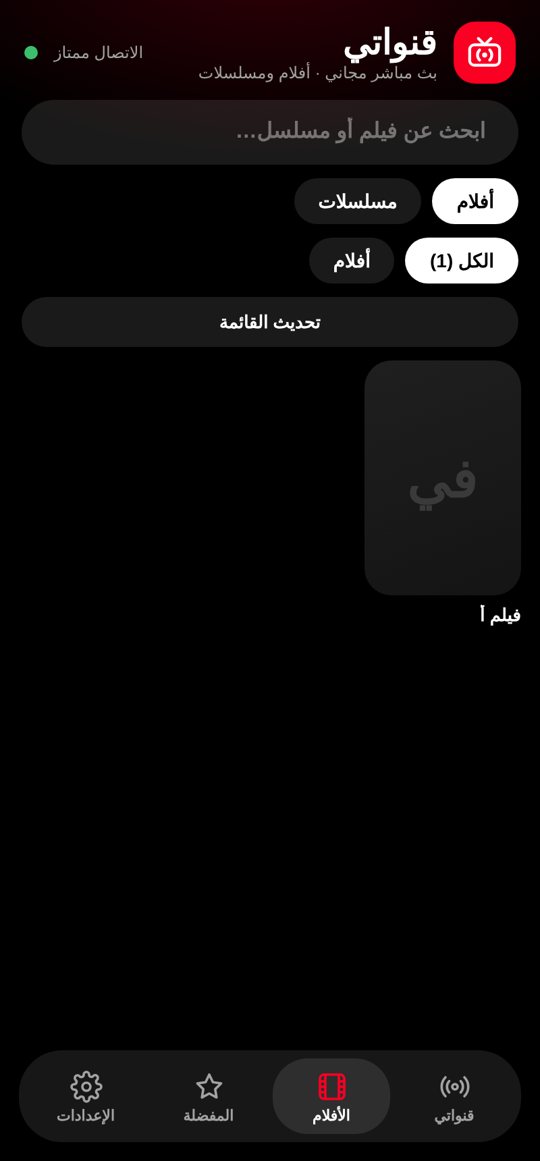 قنواتي
بث مباشر مجاني · أفلام ومسلسلات
الاتصال ممتاز
ابحث عن فيلم أو مسلسل...
أفلام
مسلسلات
الكل (1)
أفلام
تحديث القائمة
في
فيلم أ
قنواتي
الأفلام
المفضلة
الإعدادات